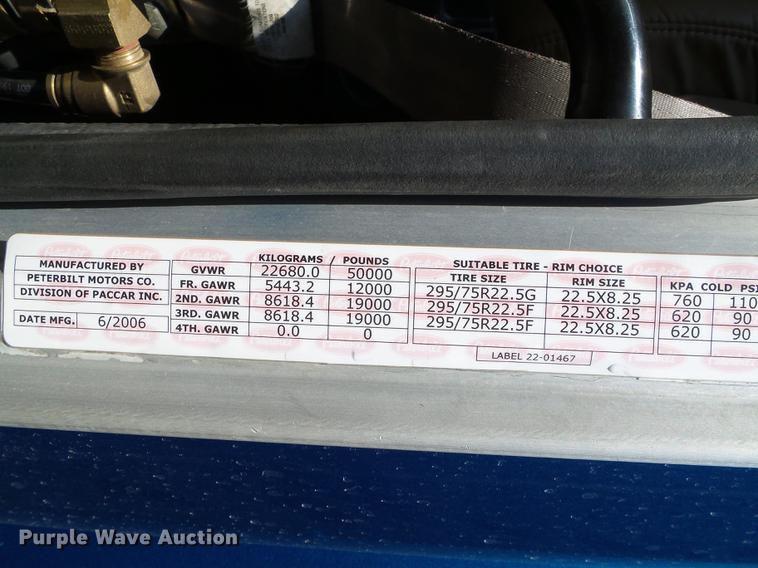 MANUFACTURED BY
PETERBILT MOTORS CO.
DIVISION OF PACCAR INC.
DATE MFG. 6/2006
KILOGRAMS / POUNDS
GVWR 22680.0 50000
FR. GAWR 5443.2 12000
2ND. GAWR 8618.4 19000
3RD. GAWR 8618.4 19000
4TH. GAWR 0.0 0
SUITABLE TIRE - RIM CHOICE
TIRE SIZE RIM SIZE
295/75R22.5G 22.5X8.25
295/75R22.5F 22.5X8.25
295/75R22.5F 22.5X8.25
KPA COLD PSI
760 110
620 90
620 90
LABEL 22-01467
Purple Wave Auction